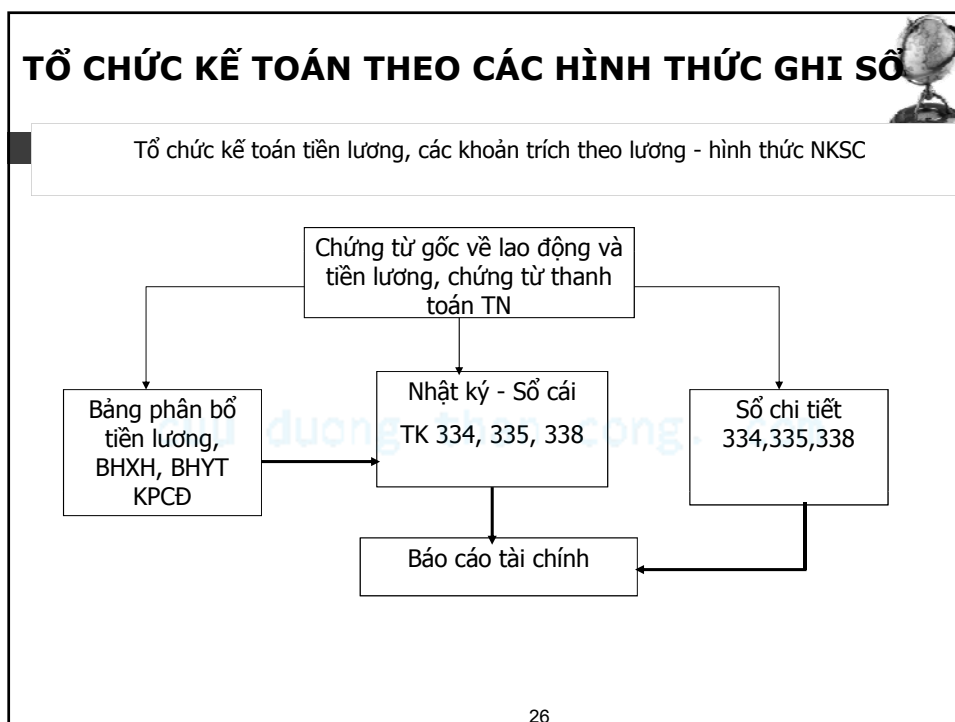 TỔ CHỨC KẾ TOÁN THEO CÁC HÌNH THỨC GHI SỔ
Tổ chức kế toán tiền lương, các khoản trích theo lương - hình thức NKSC
Chứng từ gốc về lao động và
tiền lương, chứng từ thanh
toán TN
Bảng phân bổ
tiền lương,
BHXH, BHYT
KPCĐ
Nhật ký - Sổ cái
TK 334, 335, 338
Sổ chi tiết
334,335,338
Báo cáo tài chính
26